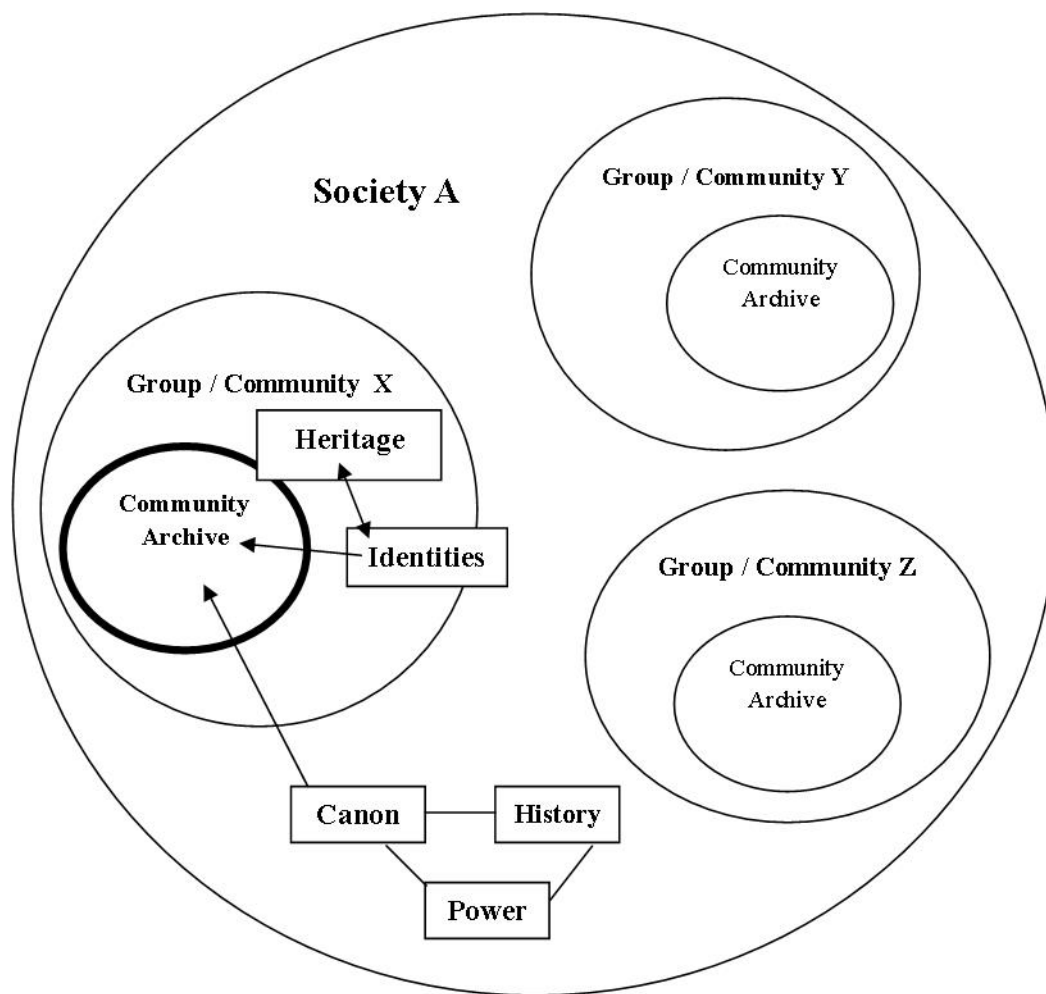 Society A
Group / Community Y
Community
Archive
Group / Community X
Heritage
Community
Archive
Identities
Group / Community Z
Community
Archive
Canon
History
Power